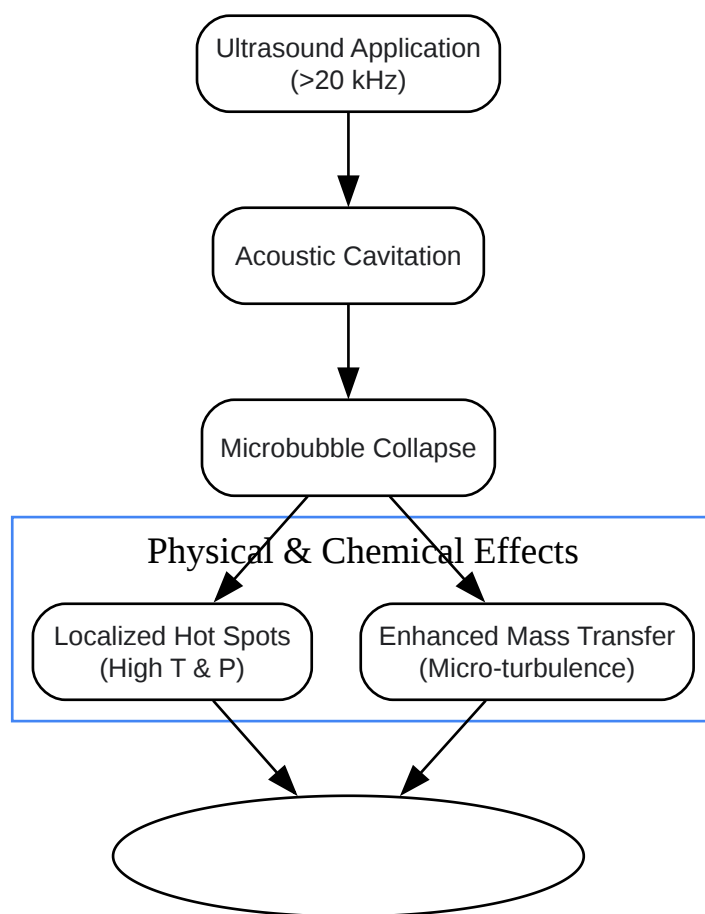 Ultrasound Application
(>20 kHz)
Acoustic Cavitation
Microbubble Collapse
Physical & Chemical Effects
Localized Hot Spots
(High T & P)
Enhanced Mass Transfer
(Micro-turbulence)